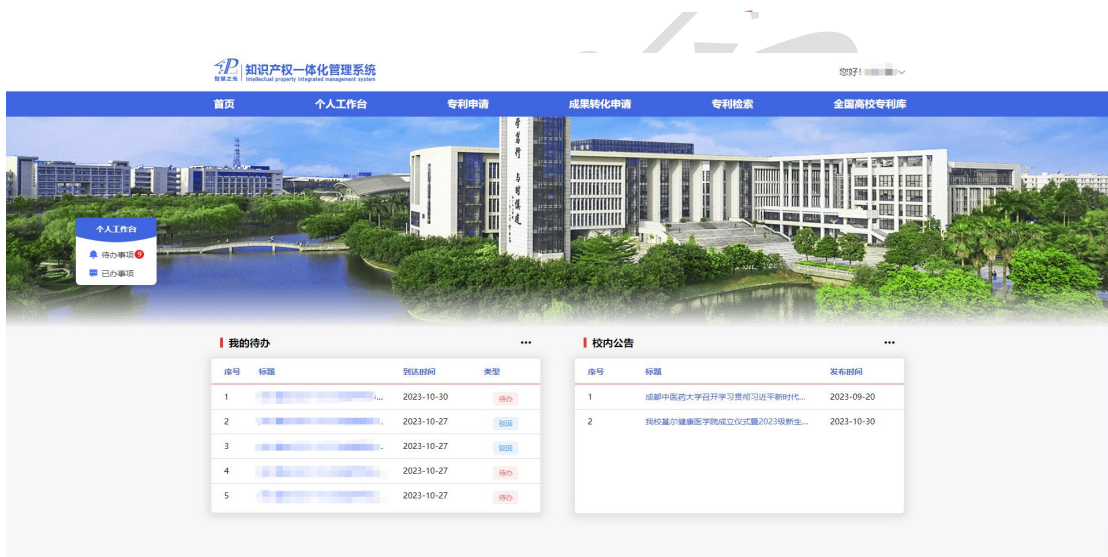 智慧之光
知识产权一体化管理系统
Intellectual property integrated management system
您好!
首页 个人工作台 专利申请 成果转化申请 专利检索 全国高校专利库
与时偕行
个人工作台
待办事项 9
已办事项
我的待办 •••
序号 标题 到达时间 类型
1 2023-10-30 待办
2 2023-10-27 驳回
3 2023-10-27 驳回
4 2023-10-27 待办
5 2023-10-27 待办
校内公告 •••
序号 标题 发布时间
1 成都中医药大学召开学习贯彻习近平新时代... 2023-09-20
2 我校基尔健康医学院成立仪式暨2023级新生... 2023-10-30